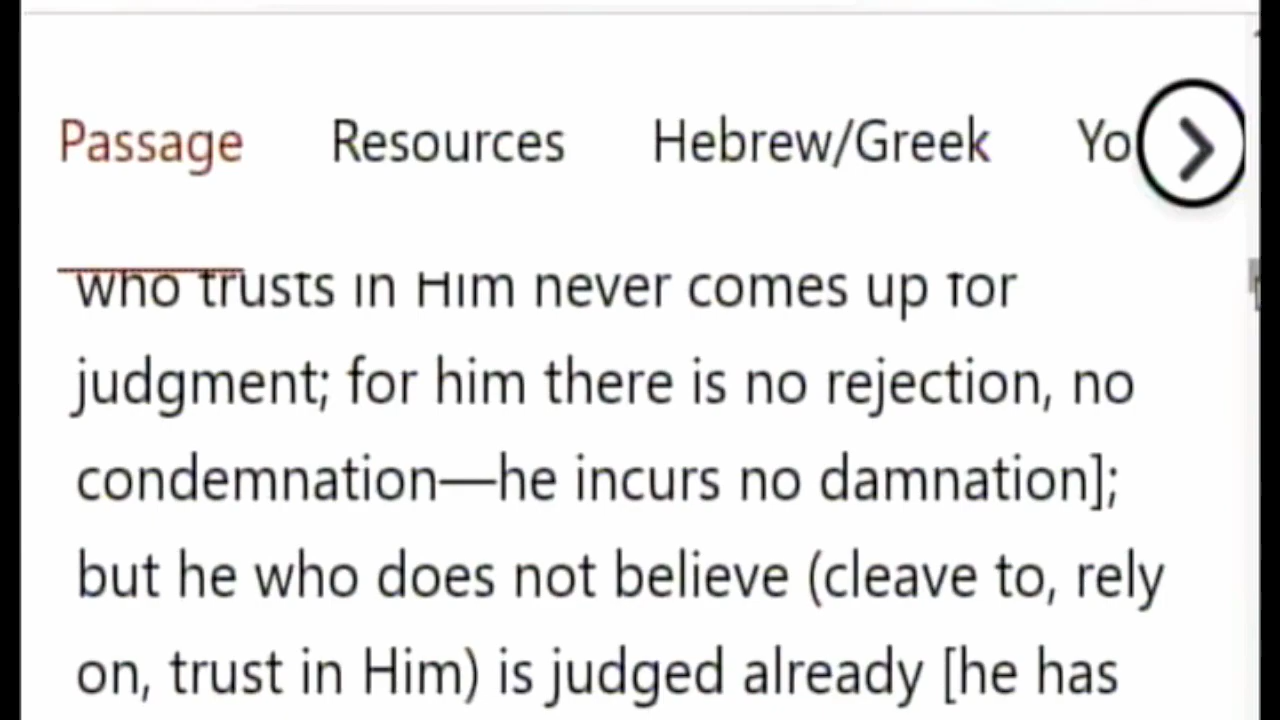 Passage Resources Hebrew/Greek Yo
who trusts in Him never comes up for
judgment; for him there is no rejection, no
condemnation—he incurs no damnation];
but he who does not believe (cleave to, rely
on, trust in Him) is judged already [he has